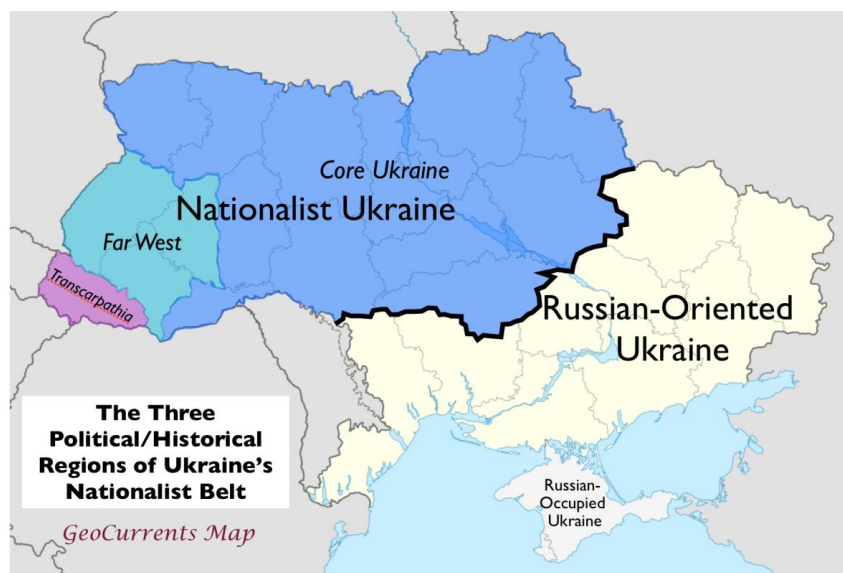 Core Ukraine
Nationalist Ukraine
Far West
Transcarpathia
Russian-Oriented
Ukraine
The Three
Political/Historical
Regions of Ukraine's
Nationalist Belt
GeoCurrents Map
Russian-
Occupied
Ukraine